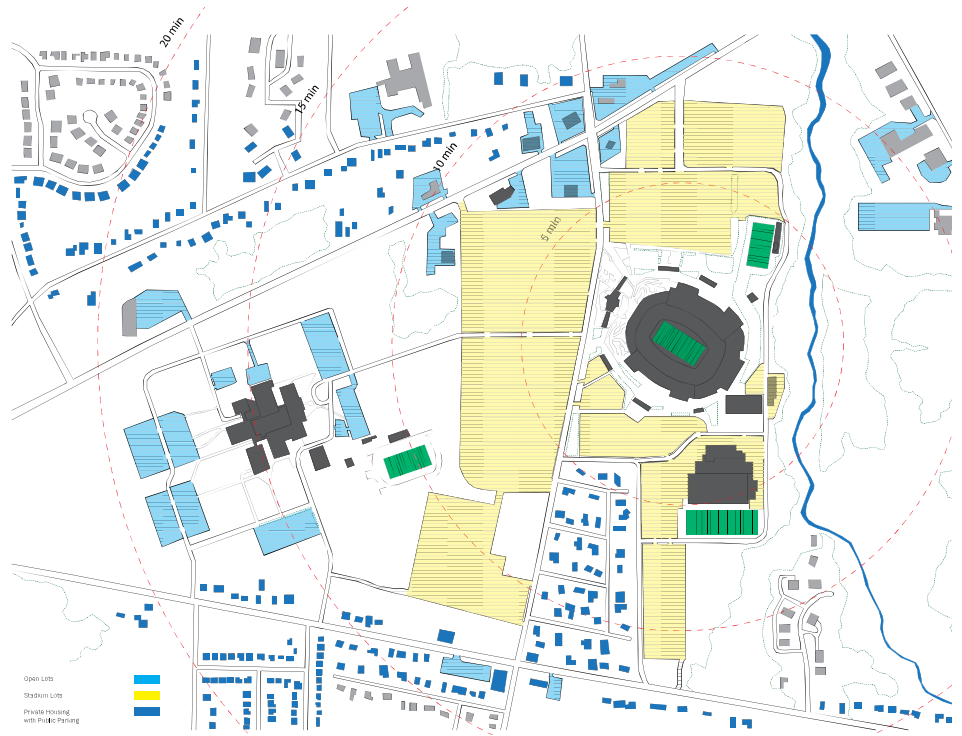 20 min
15 min
10 min
5 min
Open Lots
Stadium Lots
Private Housing
with Public Parking